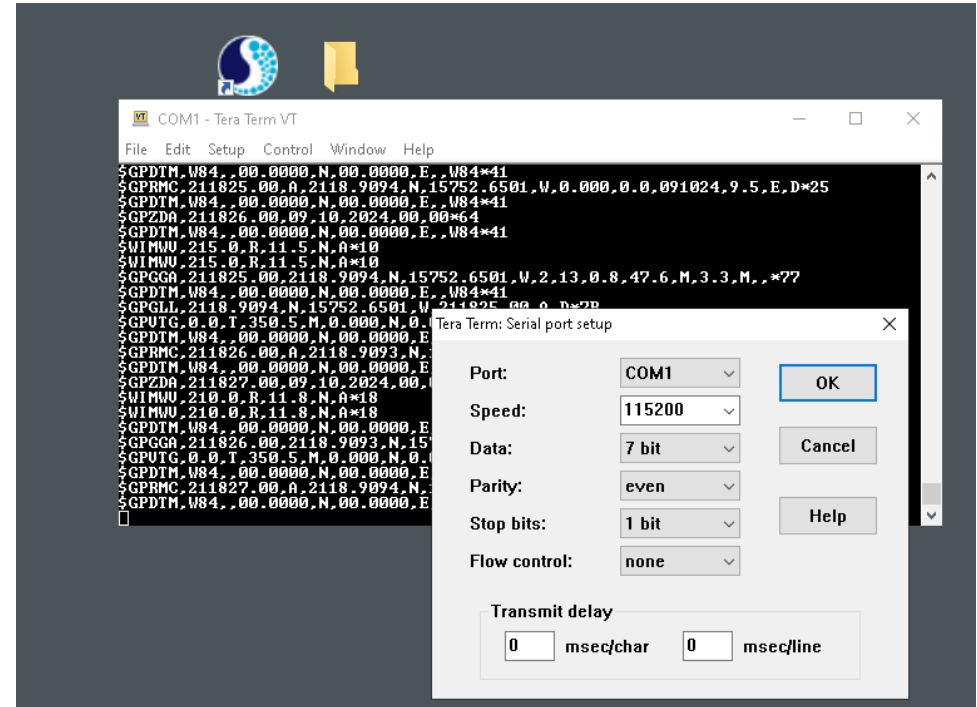 COM1 - Tera Term VT
File Edit Setup Control Window Help
$GPDTM,W84,,00.0000,N,00.0000,E,,W84*41
$GPRMC,211825.00,A,2118.9094,N,15752.6501,W,0.000,0.0,091024,9.5,E,D*25
$GPDTM,W84,,00.0000,N,00.0000,E,,W84*41
$GPZDA,211826.00,09,10,2024,00,00*64
$GPDTM,W84,,00.0000,N,00.0000,E,,W84*41
$WIMWV,215.0,R,11.5,N,A*10
$WIMWV,215.0,R,11.5,N,A*10
$GPGGA,211825.00,2118.9094,N,15752.6501,W,2,13,0.8,47.6,M,3.3,M,,*77
$GPDTM,W84,,00.0000,N,00.0000,E,,W84*41
$GPGLL,2118.9094,N,15752.6501,W,211825.00,A,D*7B
$GPVTG,0.0,T,350.5,M,0.000,N,0.
$GPDTM,W84,,00.0000,N,00.0000,E
$GPRMC,211826.00,A,2118.9093,N,
$GPDTM,W84,,00.0000,N,00.0000,E
$GPZDA,211827.00,09,10,2024,00,
$WIMWV,210.0,R,11.8,N,A*18
$WIMWV,210.0,R,11.8,N,A*18
$GPDTM,W84,,00.0000,N,00.0000,E
$GPGGA,211826.00,2118.9093,N,15
$GPVTG,0.0,T,350.5,M,0.000,N,0.
$GPDTM,W84,,00.0000,N,00.0000,E
$GPRMC,211827.00,A,2118.9094,N,
$GPDTM,W84,,00.0000,N,00.0000,E
Tera Term: Serial port setup
Port: COM1
OK
Speed: 115200
Data: 7 bit
Cancel
Parity: even
Stop bits: 1 bit
Help
Flow control: none
Transmit delay
0 msec/char 0 msec/line